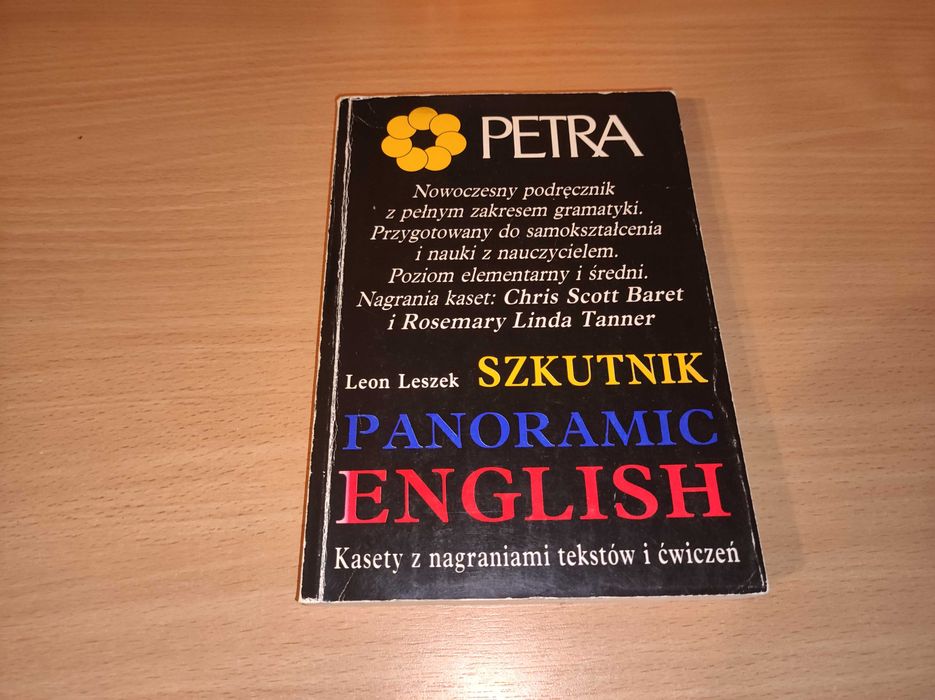 PETRA
Nowoczesny podręcznik
z pełnym zakresem gramatyki.
Przygotowany do samokształcenia
i nauki z nauczycielem.
Poziom elementarny i średni.
Nagrania kaset: Chris Scott Baret
i Rosemary Linda Tanner
Leon Leszek SZKUTNIK
PANORAMIC
ENGLISH
Kasety z nagraniami tekstów i ćwiczeń